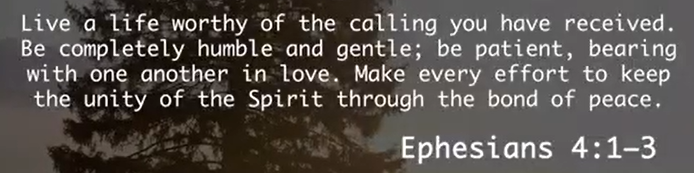 Live a life worthy of the calling you have received.
Be completely humble and gentle; be patient, bearing
with one another in love. Make every effort to keep
the unity of the Spirit through the bond of peace.
Ephesians 4:1–3